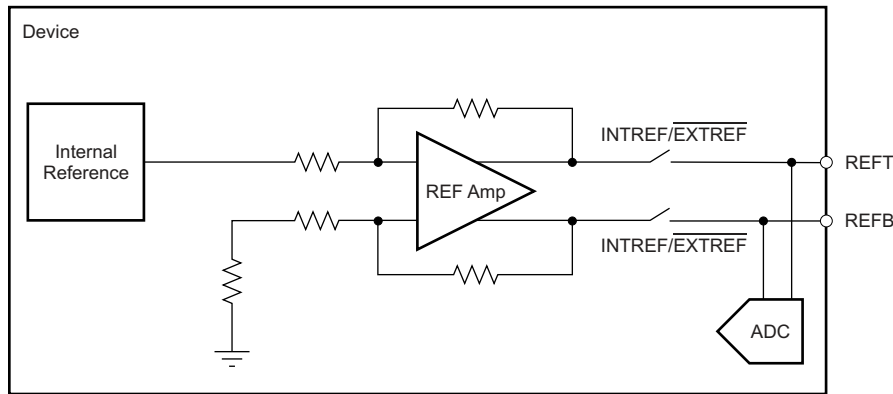 Device
Internal
Reference
REF Amp
INTREF/EXTREF
REFT
REFB
INTREF/EXTREF
ADC